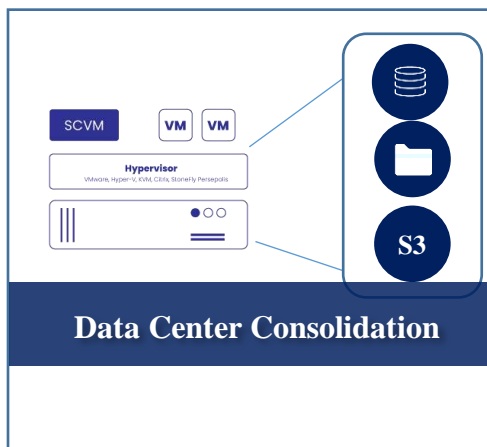 SCVM
VM VM
Hypervisor
VMware, Hyper-V, KVM, Citrix, StoneFly Persepolis
S3
Data Center Consolidation